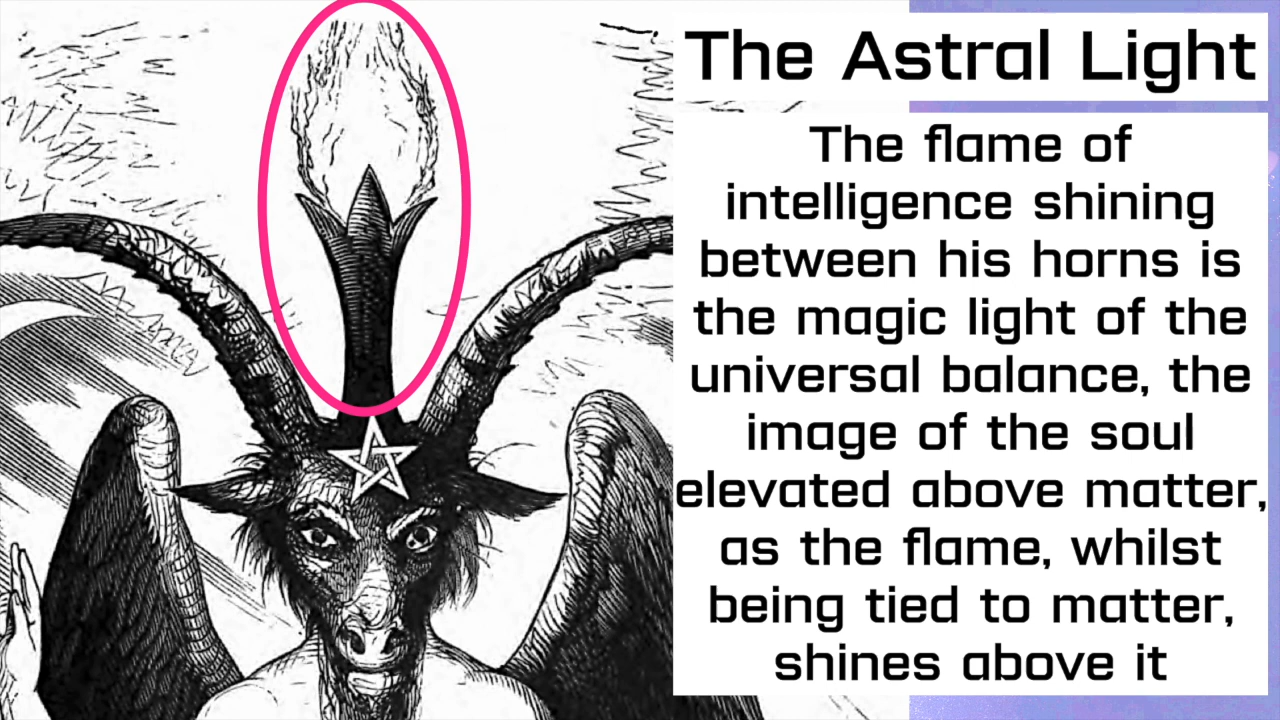 The Astral Light
The flame of
intelligence shining
between his horns is
the magic light of the
universal balance, the
image of the soul
elevated above matter,
as the flame, whilst
being tied to matter,
shines above it